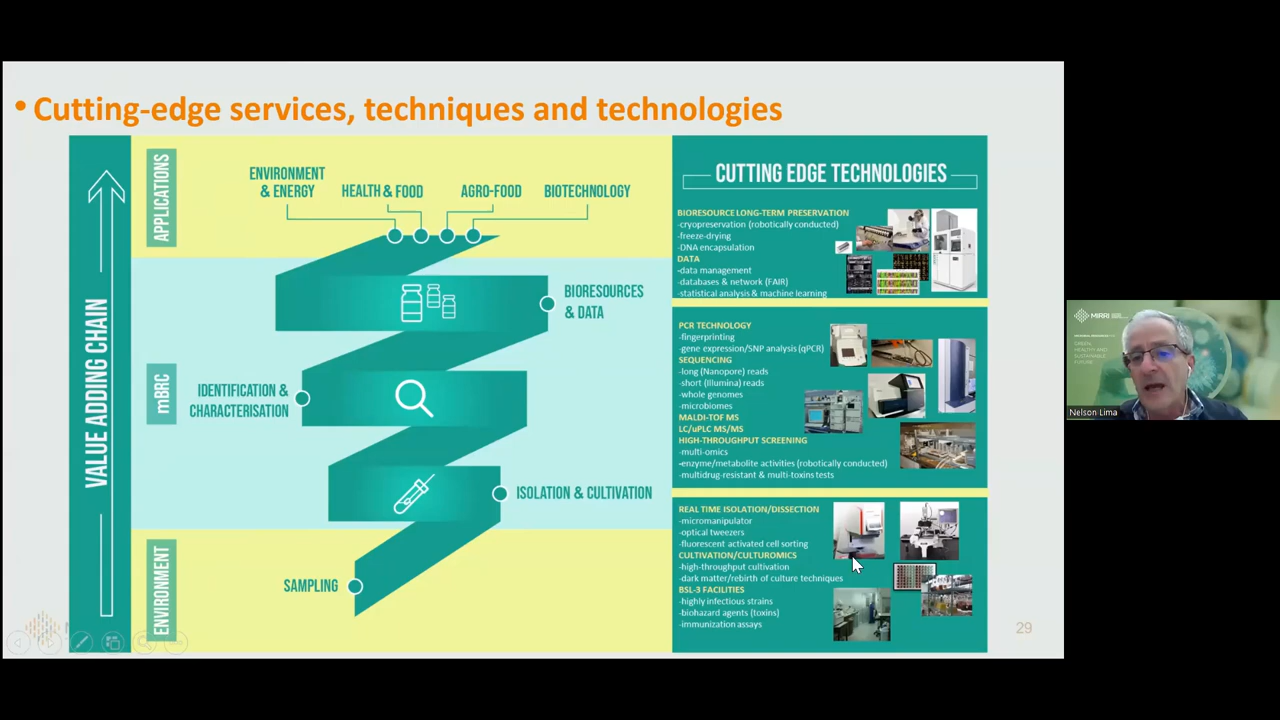 • Cutting-edge services, techniques and technologies
VALUE ADDING CHAIN
APPLICATIONS
ENVIRONMENT
& ENERGY
HEALTH & FOOD
AGRO-FOOD
BIOTECHNOLOGY
mBRC
BIORESOURCES
& DATA
IDENTIFICATION &
CHARACTERISATION
ISOLATION & CULTIVATION
ENVIRONMENT
SAMPLING
CUTTING EDGE TECHNOLOGIES
BIORESOURCE LONG-TERM PRESERVATION
-cryopreservation (robotically conducted)
-freeze-drying
-DNA encapsulation
DATA
-data management
-databases & network (FAIR)
-statistical analysis & machine learning
PCR TECHNOLOGY
-fingerprinting
-gene expression/SNP analysis (qPCR)
SEQUENCING
-long (Nanopore) reads
-short (Illumina) reads
-whole genomes
-microbiomes
MALDI-TOF MS
LC/uPLC MS/MS
HIGH-THROUGHPUT SCREENING
-multi-omics
-enzyme/metabolite activities (robotically conducted)
-multidrug-resistant & multi-toxins tests
REAL TIME ISOLATION/DISSECTION
-micromanipulator
-optical tweezers
-fluorescent activated cell sorting
CULTIVATION/CULTUROMICS
-high-throughput cultivation
-dark matter/rebirth of culture techniques
BSL-3 FACILITIES
-highly infectious strains
-biohazard agents (toxins)
-immunization assays
29
MIRRI
GREEN,
HEALTHY AND
SUSTAINABLE
FUTURE
Nelson Lima